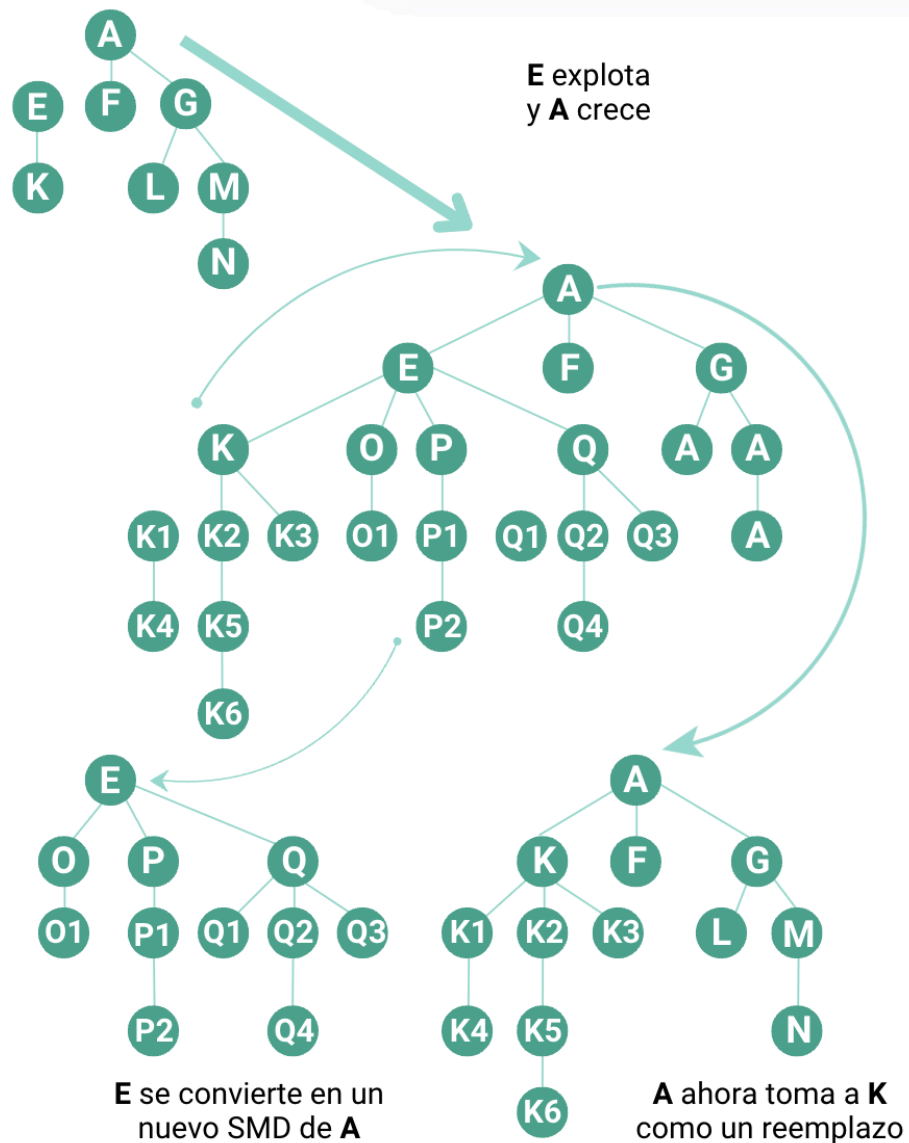 A
E explota
y A crece
E F G
K L M
N
A
E F G
K O P Q A A
K1 K2 K3 O1 P1 Q1 Q2 Q3 A
K4 K5 P2 Q4
K6
E A
O P Q K F G
O1 P1 Q1 Q2 Q3 K1 K2 K3 L M
P2 Q4 K4 K5 N
K6
E se convierte en un
nuevo SMD de A
A ahora toma a K
como un reemplazo